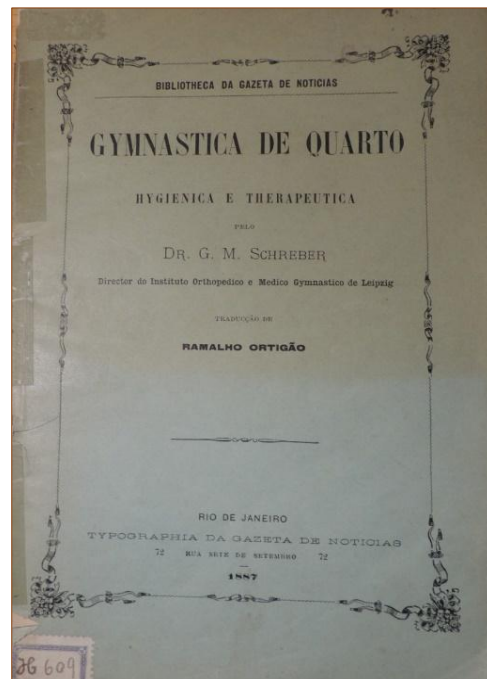 BIBLIOTHECA DA GAZETA DE NOTICIAS
GYMNASTICA DE QUARTO
HYGIENICA E THERAPEUTICA
PELO
DR. G. M. SCHREBER
Director do Instituto Orthopedico e Medico Gymnastico de Leipzig
TRADUCÇÃO DE
RAMALHO ORTIGÃO
RIO DE JANEIRO
TYPOGRAPHIA DA GAZETA DE NOTICIAS
72 RUA SETE DE SETEMBRO 72
1887
609